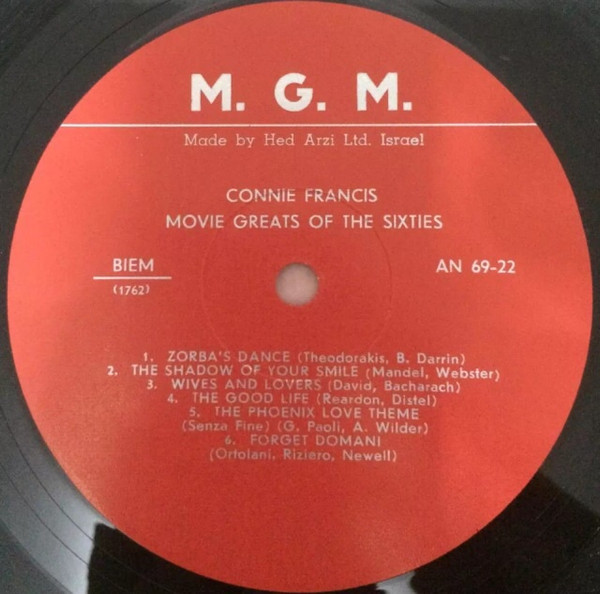 M. G. M.
Made by Hed Arzi Ltd. Israel
CONNIE FRANCIS
MOVIE GREATS OF THE SIXTIES
BIEM
(1762)
AN 69-22
1. ZORBA'S DANCE (Theodorakis, B. Darrin)
2. THE SHADOW OF YOUR SMILE (Mandel, Webster)
3. WIVES AND LOVERS (David, Bacharach)
4. THE GOOD LIFE (Reardon, Distel)
5. THE PHOENIX LOVE THEME
(Senza Fine) (G. Paoli, A. Wilder)
6. FORGET DOMANI
(Ortolani, Riziero, Newell)